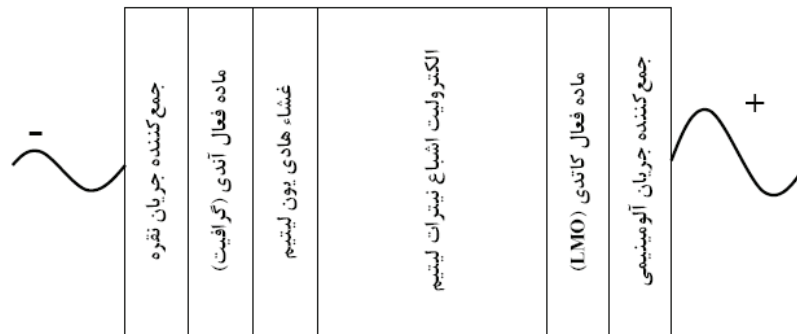 -
جمع‌کننده جریان نقره
ماده فعال آندی (گرافیت)
غشاء هادی یون لیتیم
الکترولیت اشباع نیترات لیتیم
ماده فعال کاتدی (LMO)
جمع‌کننده جریان آلومینیمی
+